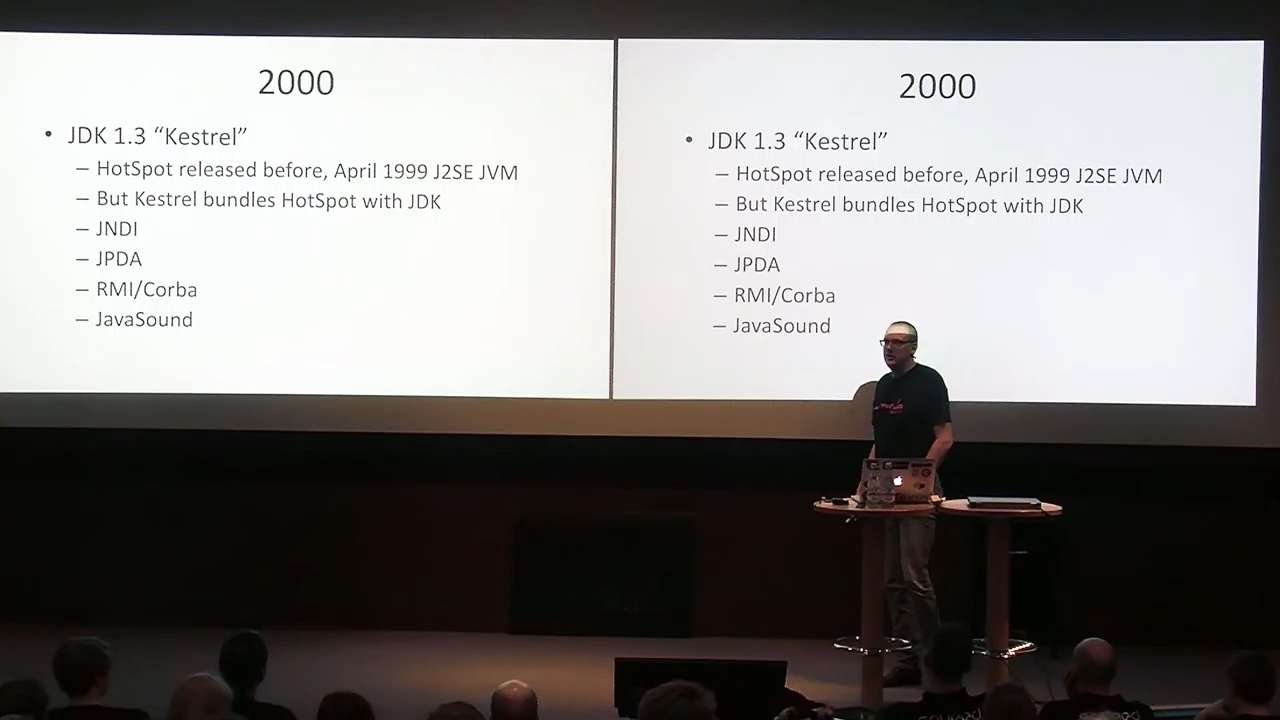 2000
• JDK 1.3 “Kestrel”
– HotSpot released before, April 1999 J2SE JVM
– But Kestrel bundles HotSpot with JDK
– JNDI
– JPDA
– RMI/Corba
– JavaSound
2000
• JDK 1.3 “Kestrel”
– HotSpot released before, April 1999 J2SE JVM
– But Kestrel bundles HotSpot with JDK
– JNDI
– JPDA
– RMI/Corba
– JavaSound